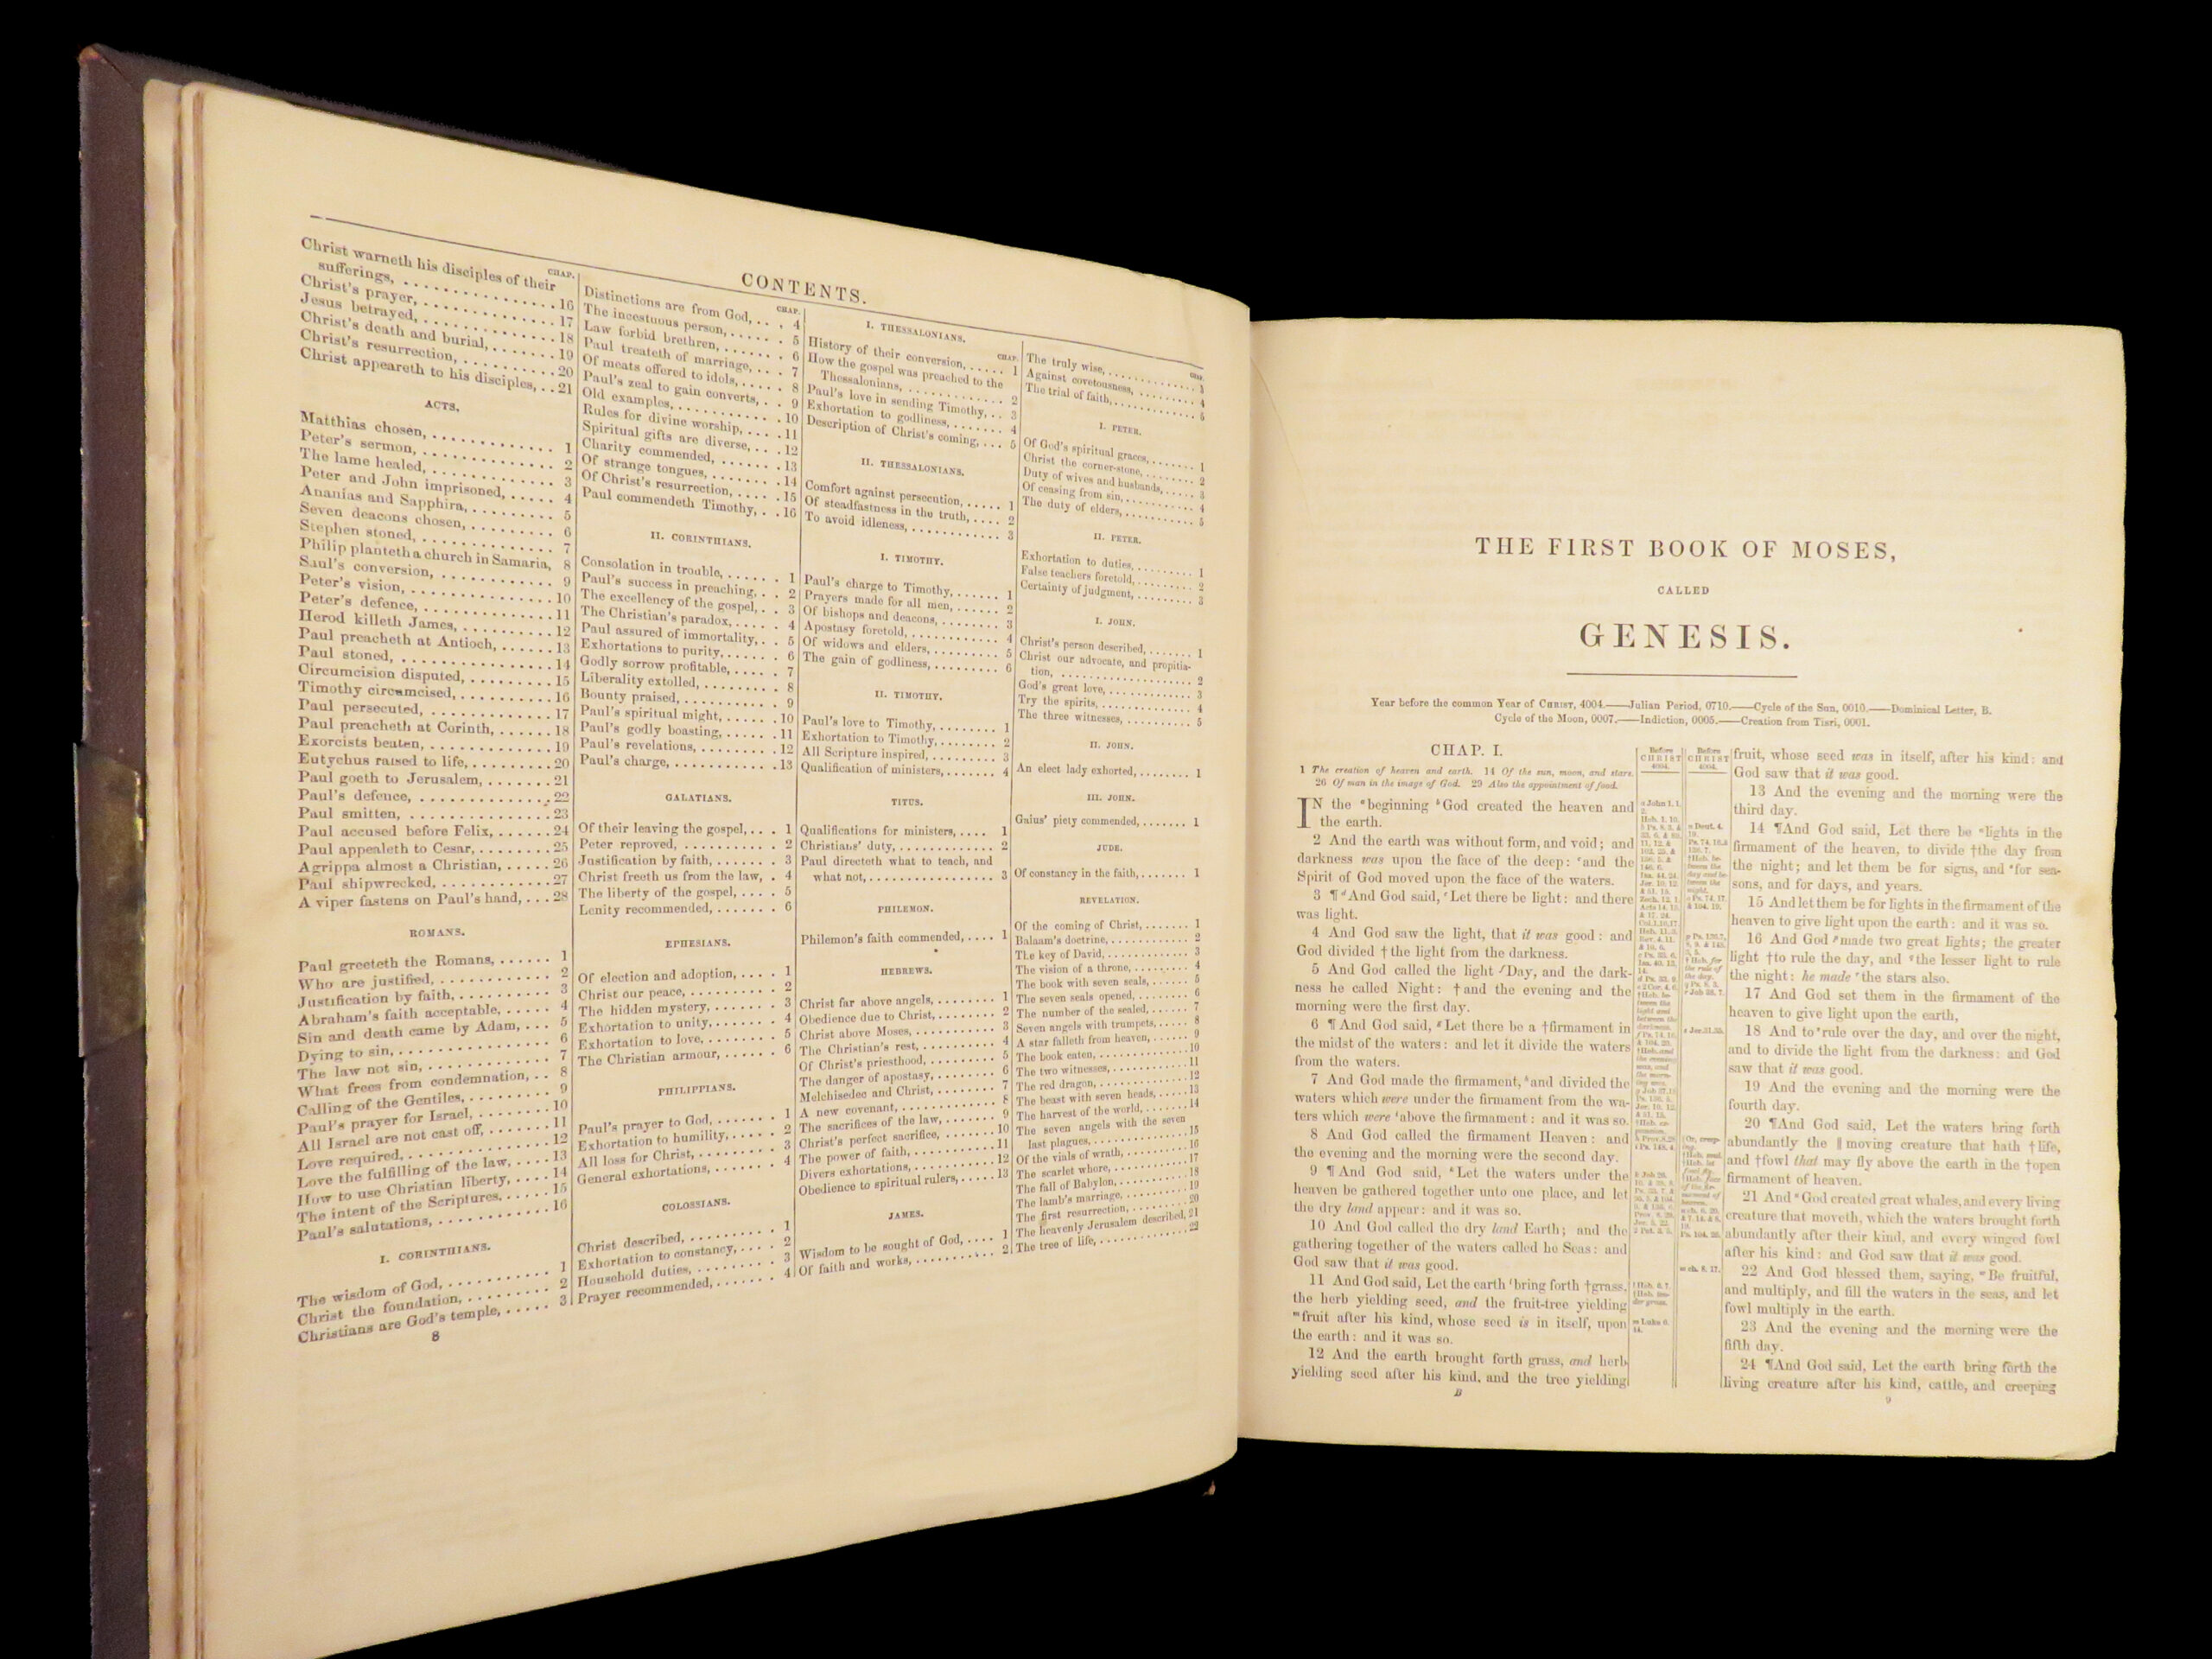 CONTENTS.
CHAP.
Christ warneth his disciples of their
sufferings, . . . . . . . . . . . . . . . 16
Christ's prayer, . . . . . . . . . . . . . 17
Jesus betrayed, . . . . . . . . . . . . . 18
Christ's death and burial, . . . . . . . 19
Christ's resurrection, . . . . . . . . . . 20
Christ appeareth to his disciples, . . 21
ACTS.
Matthias chosen, . . . . . . . . . . . . . 1
Peter's sermon, . . . . . . . . . . . . . . 2
The lame healed, . . . . . . . . . . . . . 3
Peter and John imprisoned, . . . . . 4
Ananias and Sapphira, . . . . . . . . . 5
Seven deacons chosen, . . . . . . . . . 6
Stephen stoned, . . . . . . . . . . . . . . 7
Philip planteth a church in Samaria, 8
Saul's conversion, . . . . . . . . . . . . 9
Peter's vision, . . . . . . . . . . . . . . . 10
Peter's defence, . . . . . . . . . . . . . 11
Herod killeth James, . . . . . . . . . . 12
Paul preacheth at Antioch, . . . . . . 13
Paul stoned, . . . . . . . . . . . . . . . . 14
Circumcision disputed, . . . . . . . . . 15
Timothy circumcised, . . . . . . . . . . 16
Paul persecuted, . . . . . . . . . . . . . 17
Paul preacheth at Corinth, . . . . . . 18
Exorcists beaten, . . . . . . . . . . . . . 19
Eutychus raised to life, . . . . . . . . . 20
Paul goeth to Jerusalem, . . . . . . . 21
Paul's defence, . . . . . . . . . . . . . . 22
Paul smitten, . . . . . . . . . . . . . . . 23
Paul accused before Felix, . . . . . . 24
Paul appealeth to Cesar, . . . . . . . . 25
Agrippa almost a Christian, . . . . . 26
Paul shipwrecked, . . . . . . . . . . . . 27
A viper fastens on Paul's hand, . . . 28
ROMANS.
Paul greeteth the Romans, . . . . . . 1
Who are justified, . . . . . . . . . . . . 2
Justification by faith, . . . . . . . . . . 3
Abraham's faith acceptable, . . . . . 4
Sin and death came by Adam, . . . 5
Dying to sin, . . . . . . . . . . . . . . . . 6
The law not sin, . . . . . . . . . . . . . 7
What frees from condemnation, . . 8
Calling of the Gentiles, . . . . . . . . . 9
Paul's prayer for Israel, . . . . . . . . 10
All Israel are not cast off, . . . . . . . 11
Love required, . . . . . . . . . . . . . . . 12
Love the fulfilling of the law, . . . . 13
How to use Christian liberty, . . . . 14
The intent of the Scriptures, . . . . . 15
Paul's salutations, . . . . . . . . . . . . 16
I. CORINTHIANS.
The wisdom of God, . . . . . . . . . . . 1
Christ the foundation, . . . . . . . . . 2
Christians are God's temple, . . . . . 3
8
CHAP.
Distinctions are from God, . . . 4
The incestuous person, . . . . . . 5
Law forbid brethren, . . . . . . . 6
Paul treateth of marriage, . . . . 7
Of meats offered to idols, . . . . . 8
Paul's zeal to gain converts, . . 9
Old examples, . . . . . . . . . . . . 10
Rules for divine worship, . . . . . 11
Spiritual gifts are diverse, . . . . 12
Charity commended, . . . . . . . . 13
Of strange tongues, . . . . . . . . . 14
Of Christ's resurrection, . . . . . 15
Paul commendeth Timothy, . . 16
II. CORINTHIANS.
Consolation in trouble, . . . . . . 1
Paul's success in preaching, . . 2
The excellency of the gospel, . . 3
The Christian's paradox, . . . . . 4
Paul assured of immortality, . . 5
Exhortations to purity, . . . . . . . 6
Godly sorrow profitable, . . . . . 7
Liberality extolled, . . . . . . . . . 8
Bounty praised, . . . . . . . . . . . 9
Paul's spiritual might, . . . . . . . 10
Paul's godly boasting, . . . . . . . 11
Paul's revelations, . . . . . . . . . 12
Paul's charge, . . . . . . . . . . . . 13
GALATIANS.
Of their leaving the gospel, . . . 1
Peter reproved, . . . . . . . . . . . 2
Justification by faith, . . . . . . . 3
Christ freeth us from the law, . 4
The liberty of the gospel, . . . . . 5
Lenity recommended, . . . . . . . 6
EPHESIANS.
Of election and adoption, . . . . 1
Christ our peace, . . . . . . . . . . 2
The hidden mystery, . . . . . . . . 3
Exhortation to unity, . . . . . . . . 4
Exhortation to love, . . . . . . . . 5
The Christian armour, . . . . . . 6
PHILIPPIANS.
Paul's prayer to God, . . . . . . . 1
Exhortation to humility, . . . . . 2
All loss for Christ, . . . . . . . . . 3
General exhortations, . . . . . . . 4
COLOSSIANS.
Christ described, . . . . . . . . . . 1
Exhortation to constancy, . . . . 2
Household duties, . . . . . . . . . 3
Prayer recommended, . . . . . . . 4
I. THESSALONIANS.
CHAP.
History of their conversion, . . . . . . 1
How the gospel was preached to the
Thessalonians, . . . . . . . . . . . . 2
Paul's love in sending Timothy, . . 3
Exhortation to godliness, . . . . . . . 4
Description of Christ's coming, . . . 5
II. THESSALONIANS.
Comfort against persecution, . . . . . 1
Of steadfastness in the truth, . . . . 2
To avoid idleness, . . . . . . . . . . . . 3
I. TIMOTHY.
Paul's charge to Timothy, . . . . . . 1
Prayers made for all men, . . . . . . 2
Of bishops and deacons, . . . . . . . . 3
Apostasy foretold, . . . . . . . . . . . . 4
Of widows and elders, . . . . . . . . . 5
The gain of godliness, . . . . . . . . . 6
II. TIMOTHY.
Paul's love to Timothy, . . . . . . . . 1
Exhortation to Timothy, . . . . . . . . 2
All Scripture inspired, . . . . . . . . . 3
Qualification of ministers, . . . . . . . 4
TITUS.
Qualifications for ministers, . . . . 1
Christians' duty, . . . . . . . . . . . . . 2
Paul directeth what to teach, and
what not, . . . . . . . . . . . . . . . . 3
PHILEMON.
Philemon's faith commended, . . . . 1
HEBREWS.
Christ far above angels, . . . . . . . . 1
Obedience due to Christ, . . . . . . . 2
Christ above Moses, . . . . . . . . . . . 3
The Christian's rest, . . . . . . . . . . 4
Of Christ's priesthood, . . . . . . . . . 5
The danger of apostasy, . . . . . . . . 6
Melchisedec and Christ, . . . . . . . . 7
A new covenant, . . . . . . . . . . . . . 8
The sacrifices of the law, . . . . . . . 9
Christ's perfect sacrifice, . . . . . . . 10
The power of faith, . . . . . . . . . . . 11
Divers exhortations, . . . . . . . . . . . 12
Obedience to spiritual rulers, . . . . . 13
JAMES.
Wisdom to be sought of God, . . . . 1
Of faith and works, . . . . . . . . . . . 2
CHAP.
The truly wise, . . . . . . . . . . . . . 3
Against covetousness, . . . . . . . . . 4
The trial of faith, . . . . . . . . . . . . 5
I. PETER.
Of God's spiritual graces, . . . . . . . 1
Christ the corner-stone, . . . . . . . . 2
Duty of wives and husbands, . . . . . 3
Of ceasing from sin, . . . . . . . . . . 4
The duty of elders, . . . . . . . . . . . 5
II. PETER.
Exhortation to duties, . . . . . . . . . 1
False teachers foretold, . . . . . . . . 2
Certainty of judgment, . . . . . . . . . 3
I. JOHN.
Christ's person described, . . . . . . . 1
Christ our advocate, and propitia-
tion, . . . . . . . . . . . . . . . . . . . 2
God's great love, . . . . . . . . . . . . 3
Try the spirits, . . . . . . . . . . . . . 4
The three witnesses, . . . . . . . . . . 5
II. JOHN.
An elect lady exhorted, . . . . . . . . 1
III. JOHN.
Gaius' piety commended, . . . . . . . 1
JUDE.
Of constancy in the faith, . . . . . . . 1
REVELATION.
Of the coming of Christ, . . . . . . . 1
Balaam's doctrine, . . . . . . . . . . . 2
The key of David, . . . . . . . . . . . . 3
The vision of a throne, . . . . . . . . . 4
The book with seven seals, . . . . . . 5
The seven seals opened, . . . . . . . . 6
The number of the sealed, . . . . . . . 7
Seven angels with trumpets, . . . . . 8
A star falleth from heaven, . . . . . . 9
The book eaten, . . . . . . . . . . . . . 10
The two witnesses, . . . . . . . . . . . 11
The red dragon, . . . . . . . . . . . . . 12
The beast with seven heads, . . . . . 13
The harvest of the world, . . . . . . . 14
The seven angels with the seven
last plagues, . . . . . . . . . . . . . . 15
Of the vials of wrath, . . . . . . . . . 16
The scarlet whore, . . . . . . . . . . . 17
The fall of Babylon, . . . . . . . . . . 18
The lamb's marriage, . . . . . . . . . 19
The first resurrection, . . . . . . . . . 20
The heavenly Jerusalem described, 21
The tree of life, . . . . . . . . . . . . . 22
THE FIRST BOOK OF MOSES,
CALLED
GENESIS.
Year before the common Year of CHRIST, 4004.——Julian Period, 0710.——Cycle of the Sun, 0010.——Dominical Letter, B.
Cycle of the Moon, 0007.——Indiction, 0005.——Creation from Tisri, 0001.
CHAP. I.
1 The creation of heaven and earth. 14 Of the sun, moon, and stars.
26 Of man in the image of God. 29 Also the appointment of food.
IN the a beginning b God created the heaven and
the earth.
2 And the earth was without form, and void; and
darkness was upon the face of the deep: c and the
Spirit of God moved upon the face of the waters.
3 ¶ d And God said, e Let there be light: and there
was light.
4 And God saw the light, that it was good: and
God divided † the light from the darkness.
5 And God called the light f Day, and the dark-
ness he called Night: † and the evening and the
morning were the first day.
6 ¶ And God said, g Let there be a †firmament in
the midst of the waters: and let it divide the waters
from the waters.
7 And God made the firmament, h and divided the
waters which were under the firmament from the wa-
ters which were i above the firmament: and it was so.
8 And God called the firmament Heaven: and
the evening and the morning were the second day.
9 ¶ And God said, k Let the waters under the
heaven be gathered together unto one place, and let
the dry land appear: and it was so.
10 And God called the dry land Earth; and the
gathering together of the waters called he Seas: and
God saw that it was good.
11 And God said, Let the earth l bring forth †grass,
the herb yielding seed, and the fruit-tree yielding
m fruit after his kind, whose seed is in itself, upon
the earth: and it was so.
12 And the earth brought forth grass, and herb
yielding seed after his kind, and the tree yielding
B
Before
CHRIST
4004.
a John 1. 1,
2.
Heb. 1. 10.
Before
CHRIST
4004.
n Deut. 4.
19.
Ps. 74. 16. &
136. 7.
s Jer. 31. 35.
w ch. 8. 17.
fruit, whose seed was in itself, after his kind: and
God saw that it was good.
13 And the evening and the morning were the
third day.
14 ¶And God said, Let there be n lights in the
firmament of the heaven, to divide †the day from
the night; and let them be for signs, and o for sea-
sons, and for days, and years.
15 And let them be for lights in the firmament of the
heaven to give light upon the earth: and it was so.
16 And God p made two great lights; the greater
light †to rule the day, and q the lesser light to rule
the night: he made r the stars also.
17 And God set them in the firmament of the
heaven to give light upon the earth,
18 And to s rule over the day, and over the night,
and to divide the light from the darkness: and God
saw that it was good.
19 And the evening and the morning were the
fourth day.
20 ¶And God said, Let the waters bring forth
abundantly the ‖ moving creature that hath †life,
and †fowl that may fly above the earth in the †open
firmament of heaven.
21 And u God created great whales, and every living
creature that moveth, which the waters brought forth
abundantly after their kind, and every winged fowl
after his kind: and God saw that it was good.
22 And God blessed them, saying, w Be fruitful,
and multiply, and fill the waters in the seas, and let
fowl multiply in the earth.
23 And the evening and the morning were the
fifth day.
24 ¶And God said, Let the earth bring forth the
living creature after his kind, cattle, and creeping
9